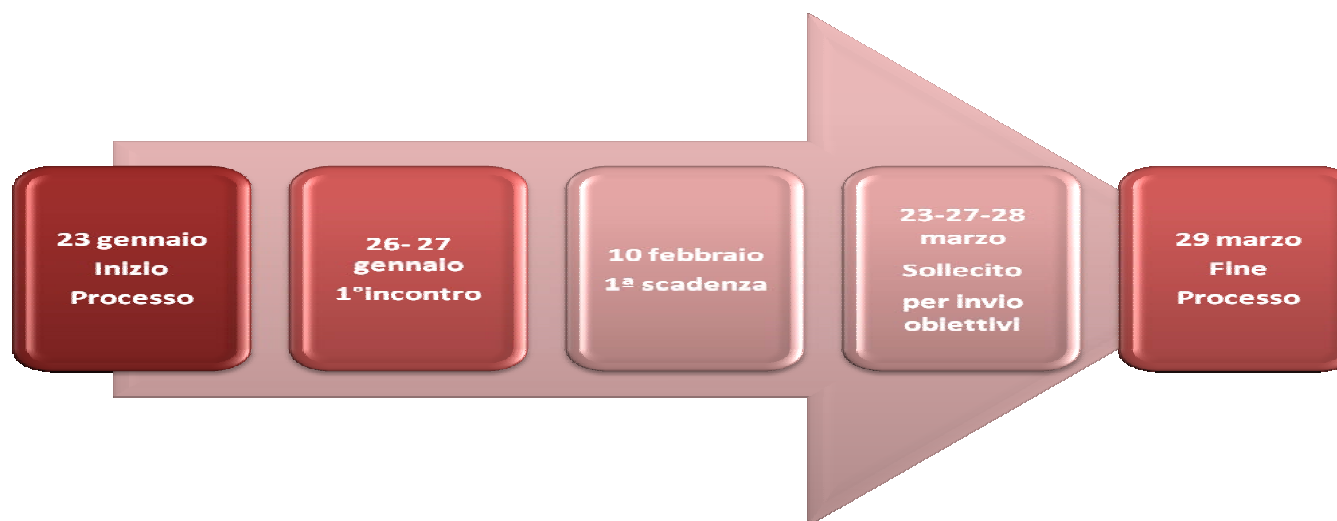 23 gennaio
Inizio
Processo
26- 27
gennaio
1°incontro
10 febbraio
1ª scadenza
23-27-28
marzo
Sollecito
per invio
obiettivi
29 marzo
Fine
Processo